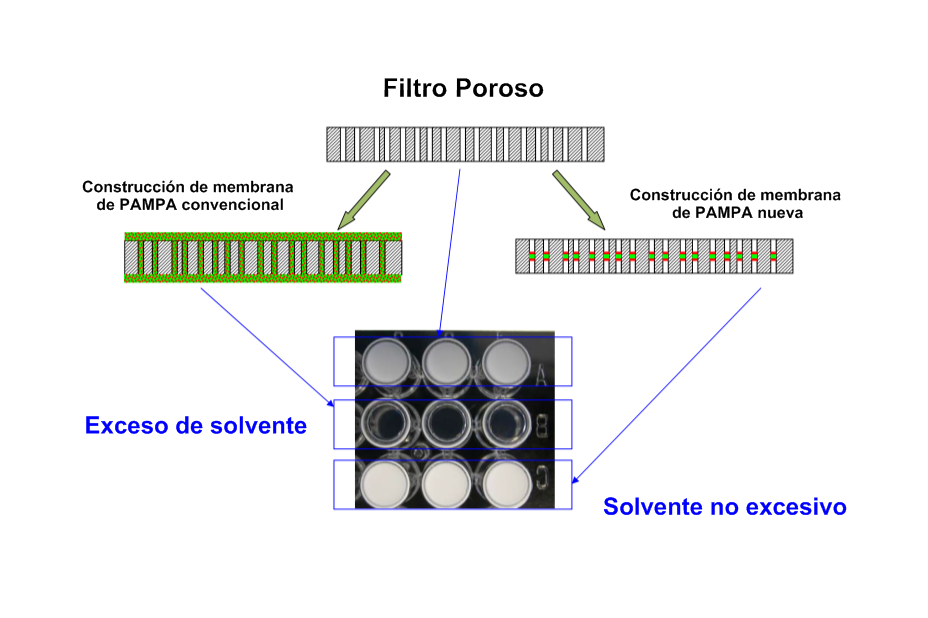 Filtro Poroso
Construcción de membrana
de PAMPA convencional
Construcción de membrana
de PAMPA nueva
A
B
C
Exceso de solvente
Solvente no excesivo